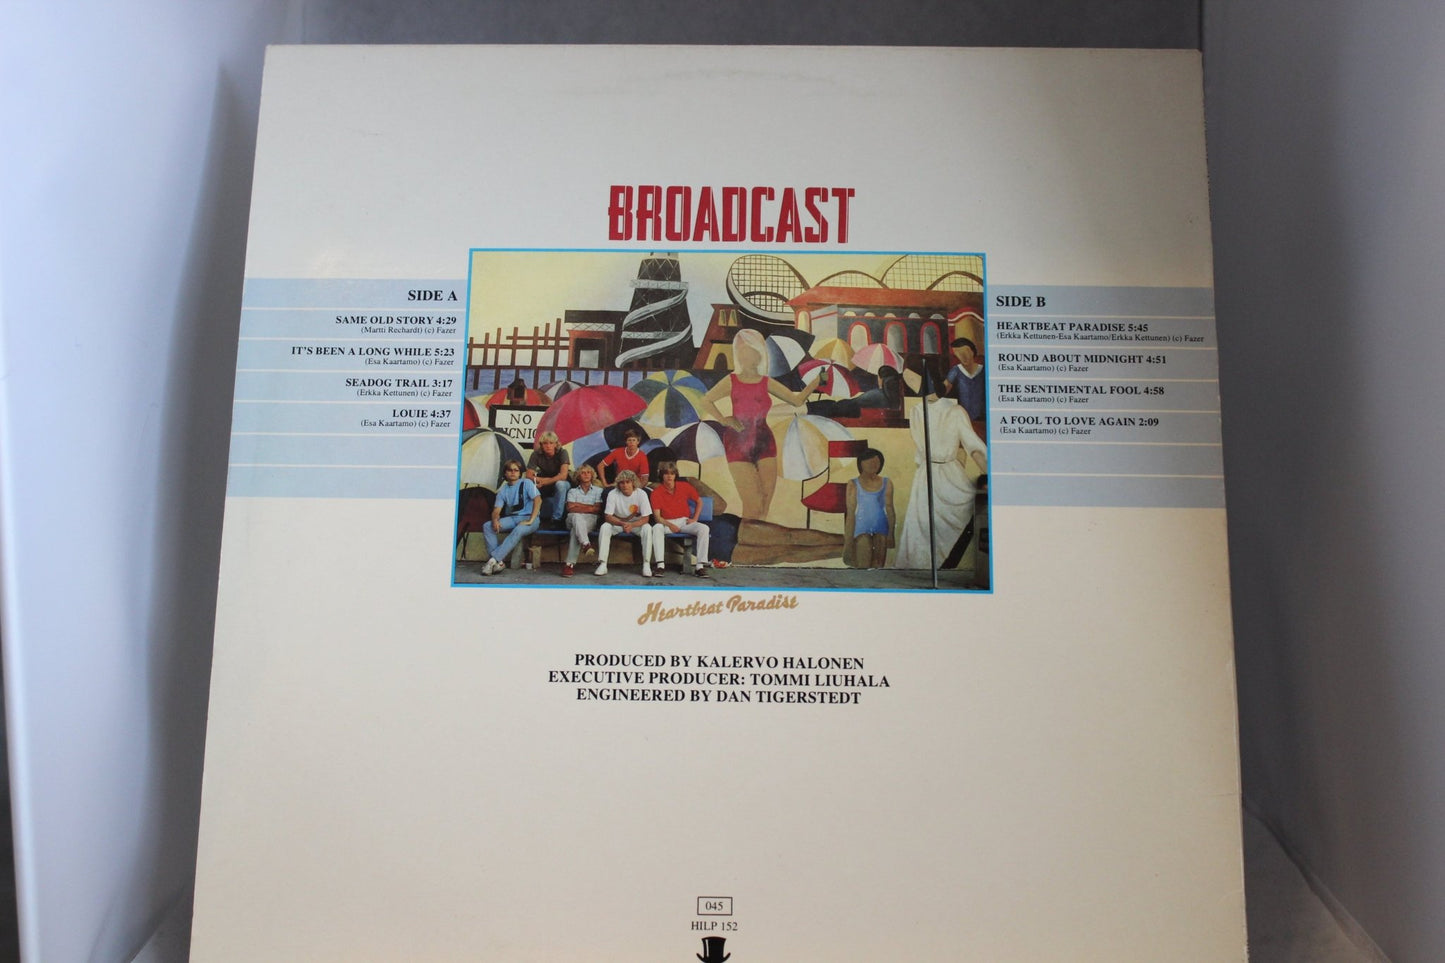 BROADCAST
SIDE A
SAME OLD STORY 4:29
(Martti Rechardt) (c) Fazer
IT'S BEEN A LONG WHILE 5:23
(Esa Kaartamo) (c) Fazer
SEADOG TRAIL 3:17
(Erkka Kettunen) (c) Fazer
LOUIE 4:37
(Esa Kaartamo) (c) Fazer
NO
SIDE B
HEARTBEAT PARADISE 5:45
(Erkka Kettunen-Esa Kaartamo/Erkka Kettunen) (c) Fazer
ROUND ABOUT MIDNIGHT 4:51
(Esa Kaartamo) (c) Fazer
THE SENTIMENTAL FOOL 4:58
(Esa Kaartamo) (c) Fazer
A FOOL TO LOVE AGAIN 2:09
(Esa Kaartamo) (c) Fazer
Heartbeat Paradise
PRODUCED BY KALERVO HALONEN
EXECUTIVE PRODUCER: TOMMI LIUHALA
ENGINEERED BY DAN TIGERSTEDT
045
HILP 152